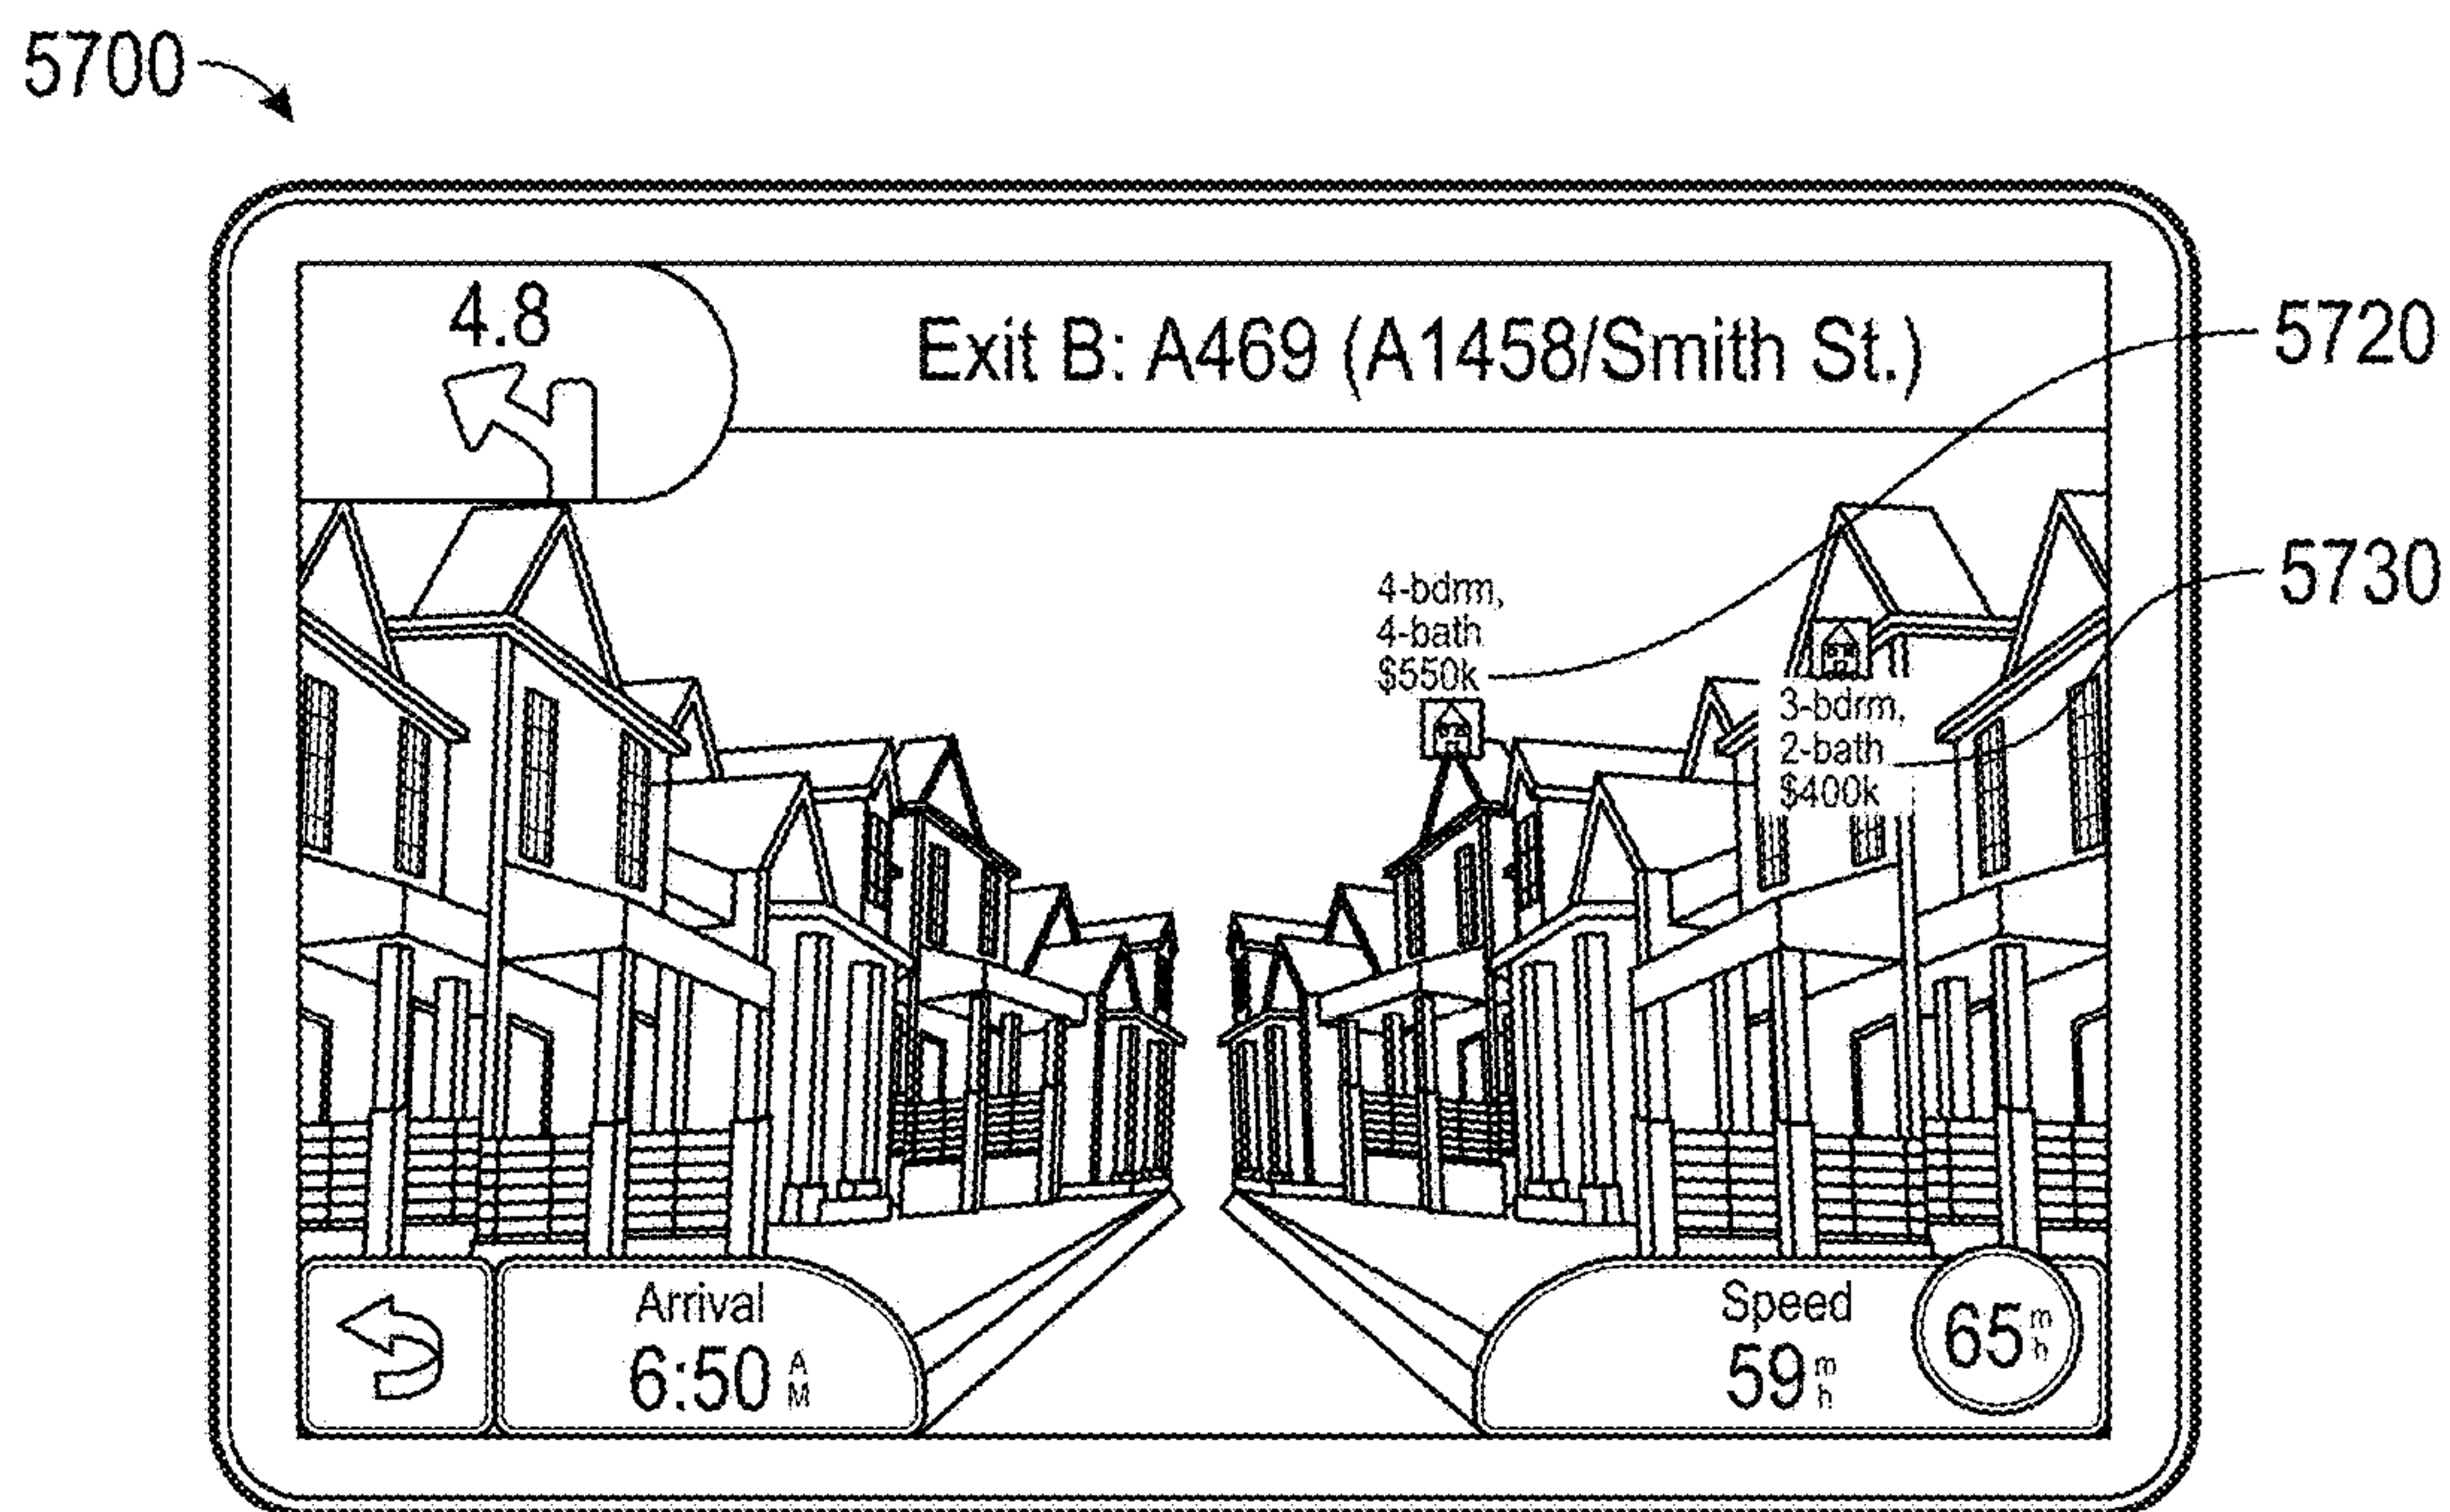 5700
4.8
Exit B: A469 (A1458/Smith St.)
5720
5730
4-bdrm,
4-bath
$550k
3-bdrm,
2-bath
$400k
Arrival
6:50 AM
Speed
59 mh
65 mh